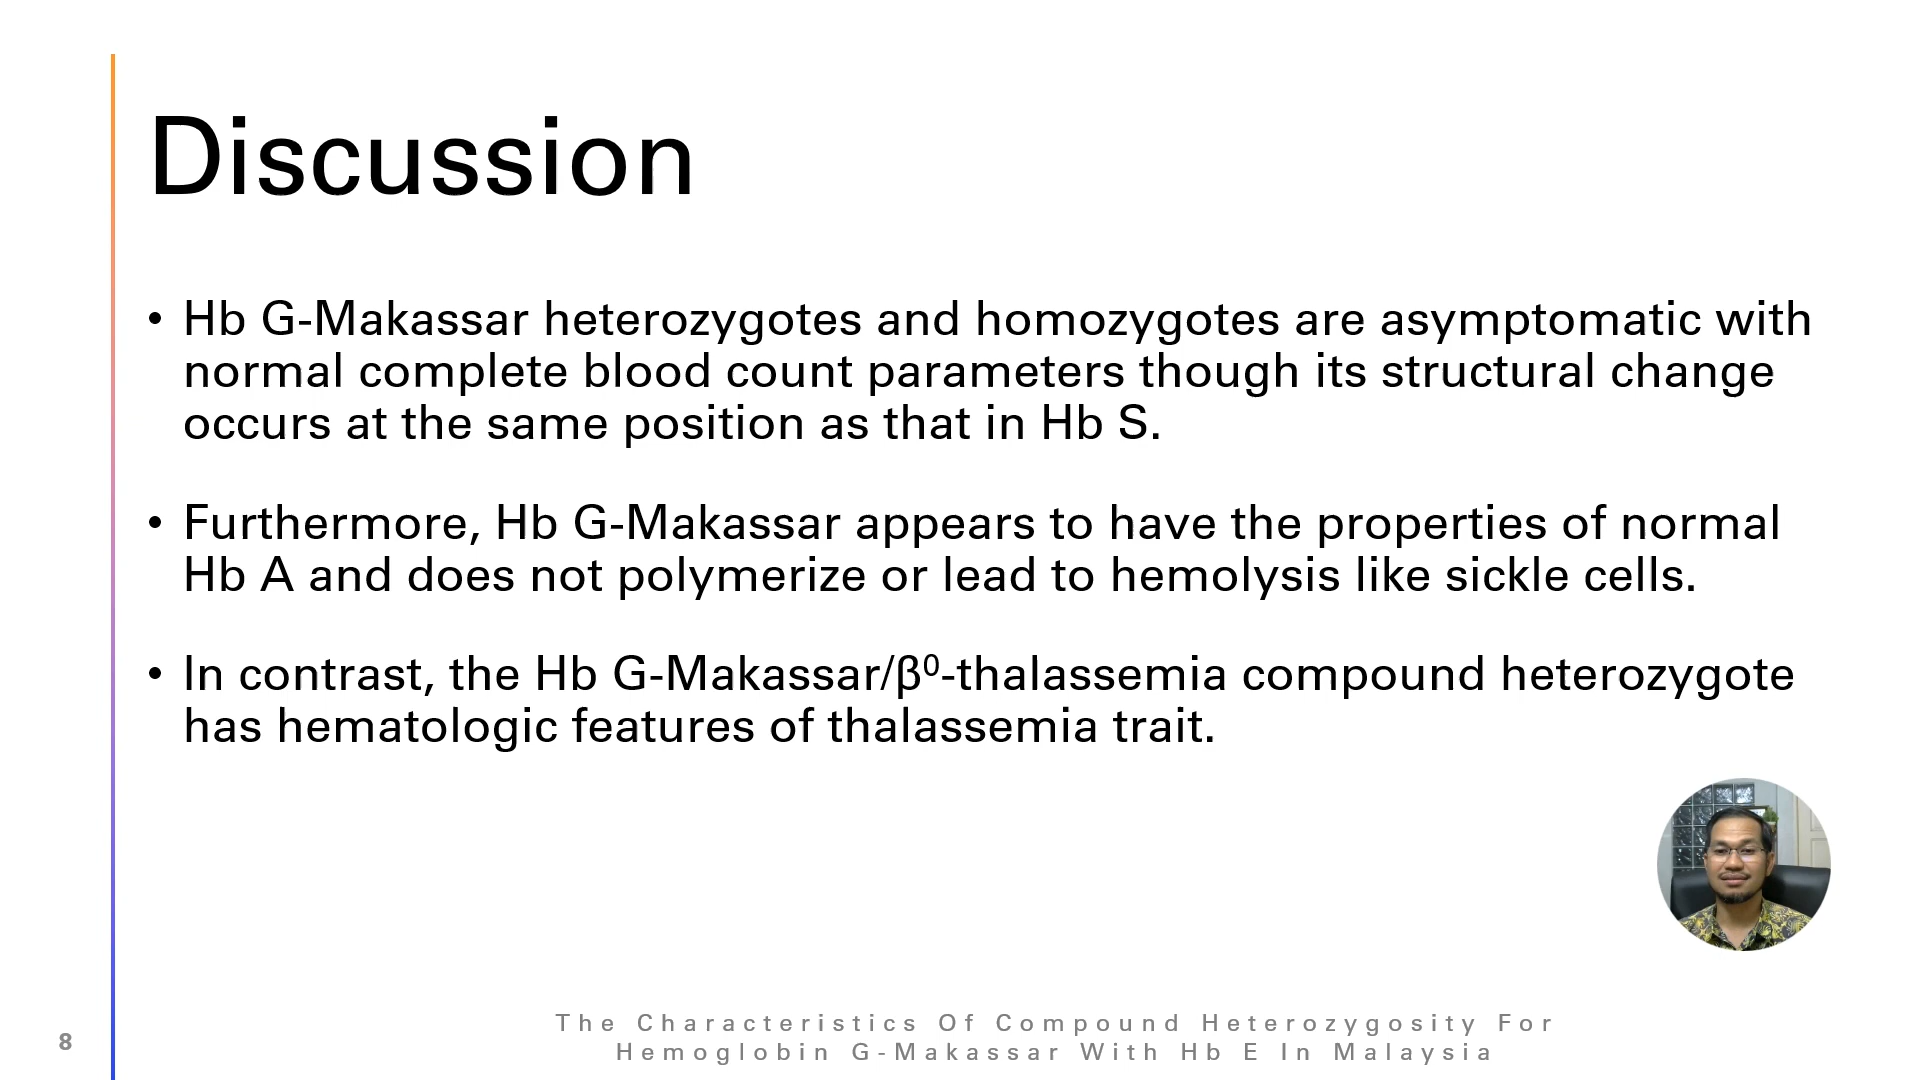 Discussion
• Hb G-Makassar heterozygotes and homozygotes are asymptomatic with
normal complete blood count parameters though its structural change
occurs at the same position as that in Hb S.
• Furthermore, Hb G-Makassar appears to have the properties of normal
Hb A and does not polymerize or lead to hemolysis like sickle cells.
• In contrast, the Hb G-Makassar/β⁰-thalassemia compound heterozygote
has hematologic features of thalassemia trait.
8
The Characteristics Of Compound Heterozygosity For
Hemoglobin G-Makassar With Hb E In Malaysia